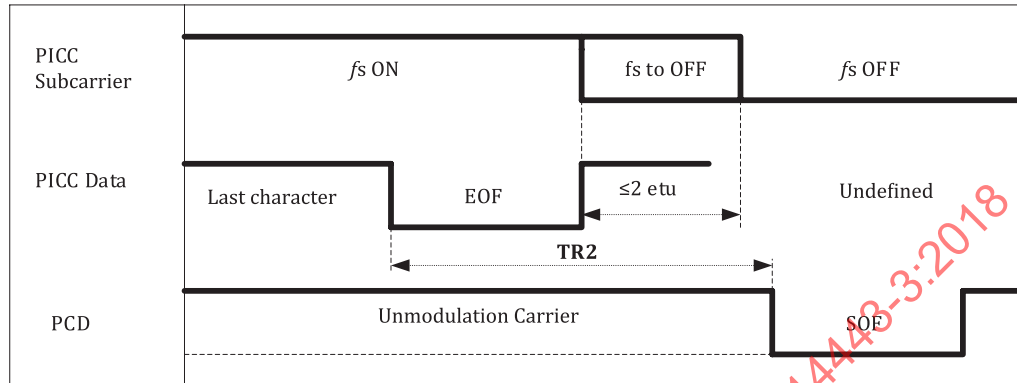 PICC
Subcarrier
fs ON
fs to OFF
fs OFF
PICC Data
Last character
EOF
≤2 etu
Undefined
TR2
PCD
Unmodulation Carrier
SOF
14443-3:2018